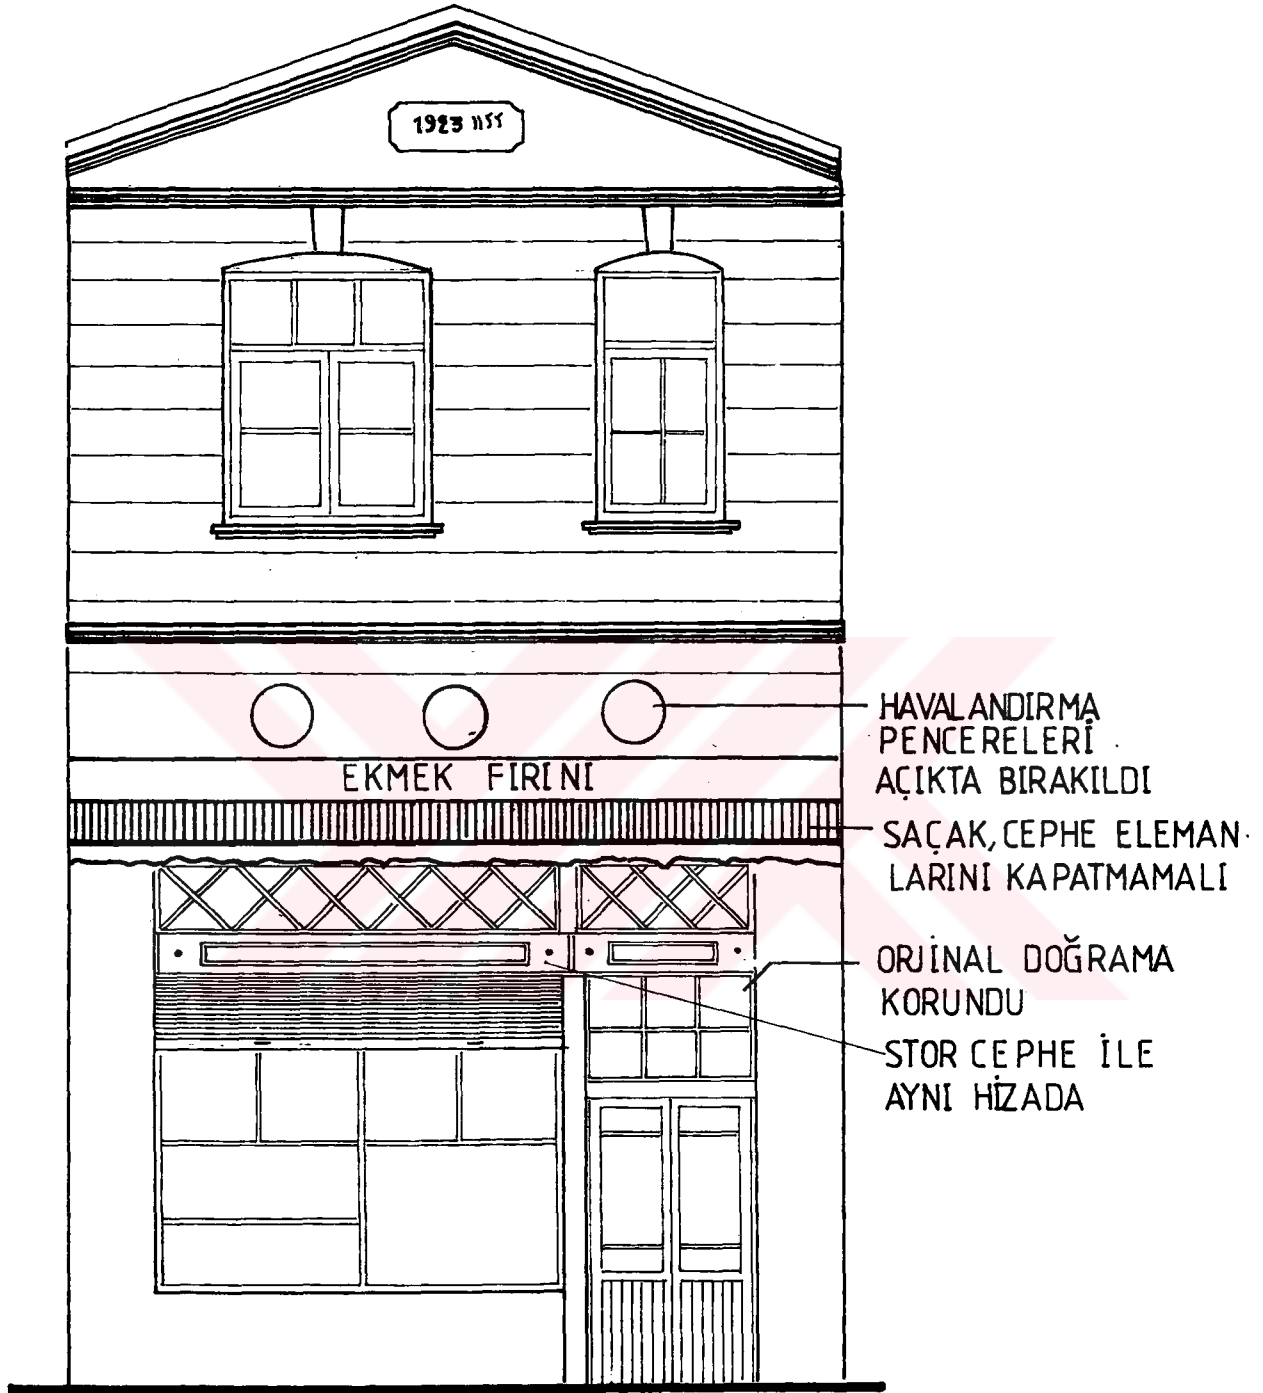 1923
EKMEK FIRINI
HAVALANDIRMA
PENCERELERİ
AÇIKTA BIRAKILDI
SAÇAK, CEPHE ELEMAN
LARINI KAPATMAMALI
ORJİNAL DOĞRAMA
KORUNDU
STOR CEPHE İLE
AYNI HİZADA